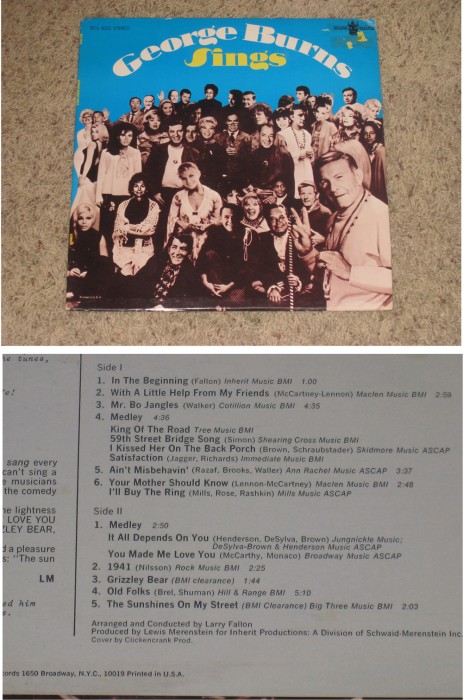 George Burns
Sings
he tunes,
Side I
1. In the Beginning (Fallon) Inherit Music BMI 1.00
2. With A Little Help From My Friends (McCartney-Lennon) Maclen Music BMI 2:59
3. Mr. Bo Jangles (Walker) Cotillion Music BMI 4:35
4. Medley 4:36
King Of The Road Tree Music BMI
59th Street Bridge Song (Simon) Shearing Cross Music BMI
I Kissed Her On The Back Porch (Brown, Schraubstader) Skidmore Music ASCAP
Satisfaction (Jagger, Richards) Immediate Music BMI
sang every
can't sing a
e musicians
the comedy
5. Ain't Misbehavin' (Razaf, Brooks, Waller) Ann Rachel Music ASCAP 3:37
6. Your Mother Should Know (Lennon-McCartney) Maclen Music BMI 2:48
I'll Buy The Ring (Mills, Rose, Rashkin) Mills Music ASCAP
e lightness
LOVE YOU
ZLEY BEAR,
d a pleasure
s: "The sun
LM
ed him
Side II
1. Medley 2:50
It All Depends On You (Henderson, DeSylva, Brown) Jungnickle Music;
DeSylva-Brown & Henderson Music ASCAP
You Made Me Love You (McCarthy, Monaco) Broadway Music ASCAP
2. 1941 (Nilsson) Rock Music BMI 2:25
3. Grizzley Bear (BMI clearance) 1:44
4. Old Folks (Brel, Shuman) Hill & Range BMI 5:10
5. The Sunshines On My Street (BMI Clearance) Big Three Music BMI 2:03
Arranged and Conducted by Larry Fallon
Produced by Lewis Merenstein for Inherit Productions: A Division of Schwaid-Merenstein Inc.
Cover by Clickencrank Prod.
cords 1650 Broadway, N.Y.C., 10019 Printed in U.S.A.